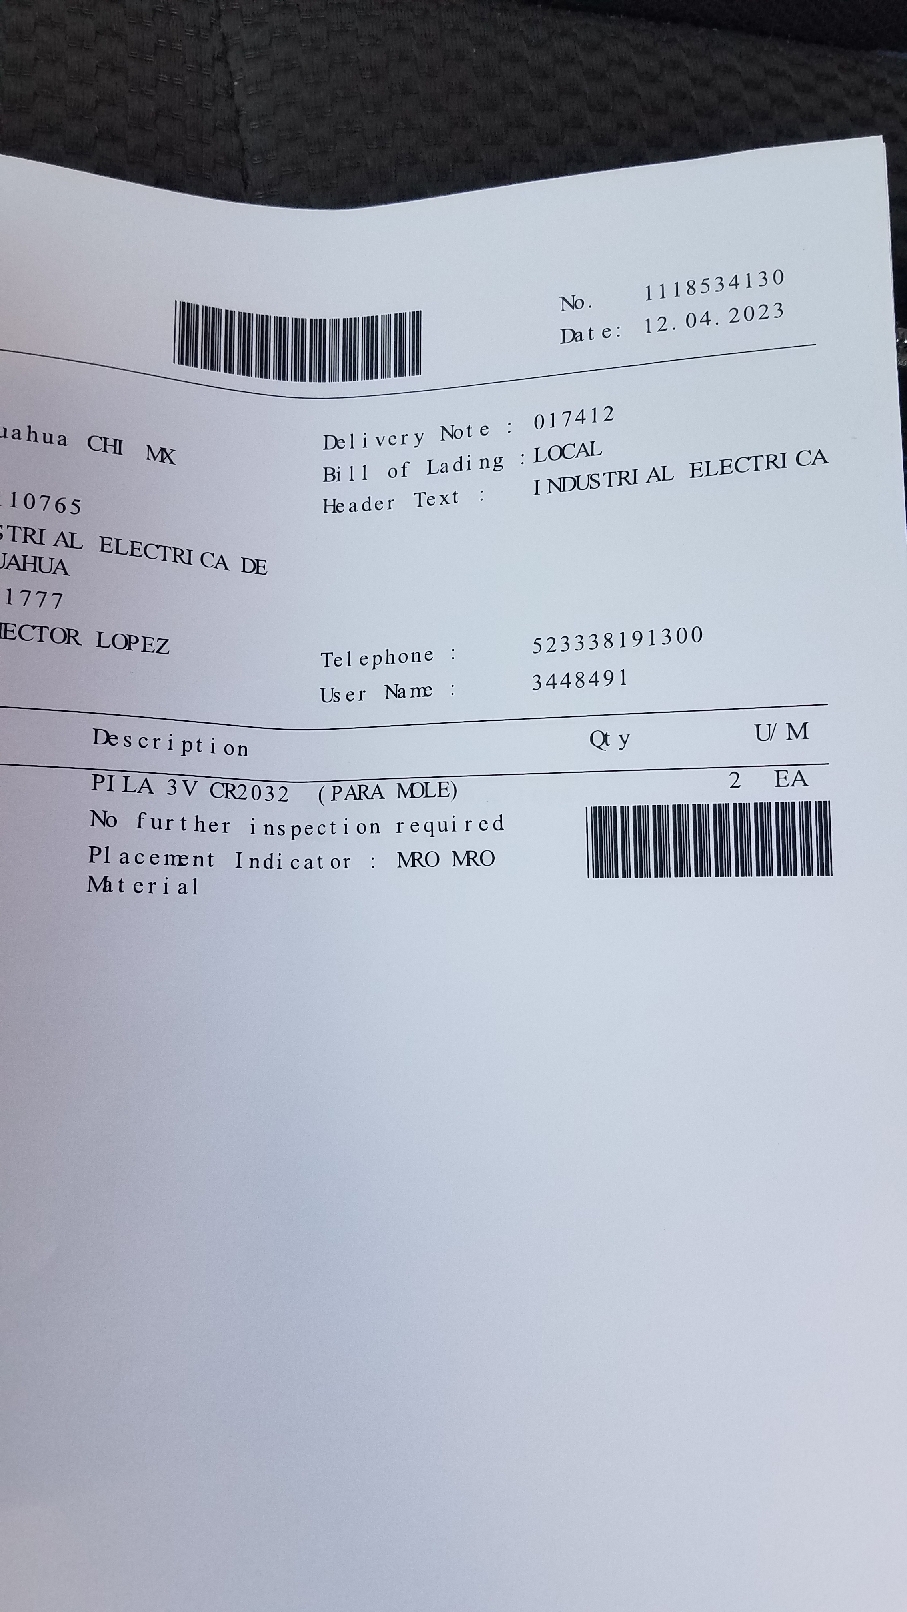 No. 1118534130
Date: 12.04.2023
uahua CHI MX
Delivery Note : 017412
Bill of Lading : LOCAL
Header Text : INDUSTRIAL ELECTRICA
10765
STRIAL ELECTRICA DE
UAHUA
1777
HECTOR LOPEZ
Telephone : 523338191300
User Name : 3448491
Description Qty U/M
PILA 3V CR2032 (PARA MOLE) 2 EA
No further inspection required
Placement Indicator : MRO MRO
Material